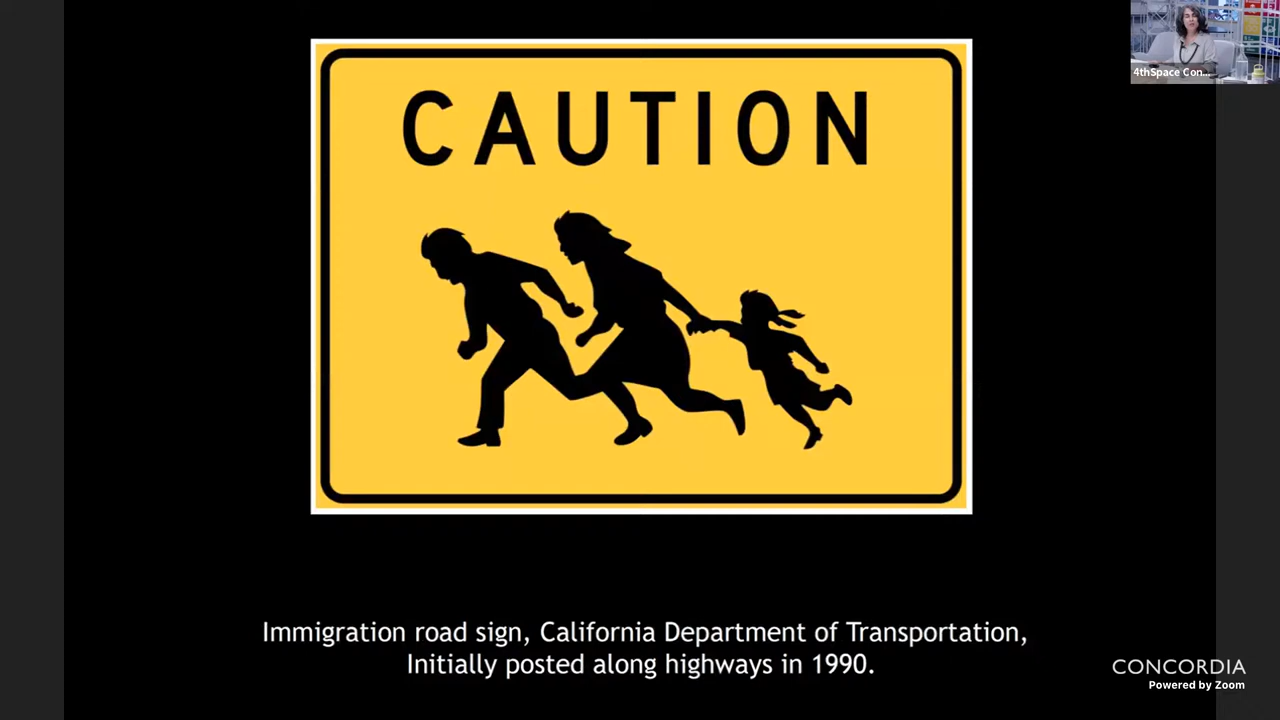 4thSpace Con...
CAUTION
Immigration road sign, California Department of Transportation,
Initially posted along highways in 1990.
CONCORDIA
Powered by Zoom